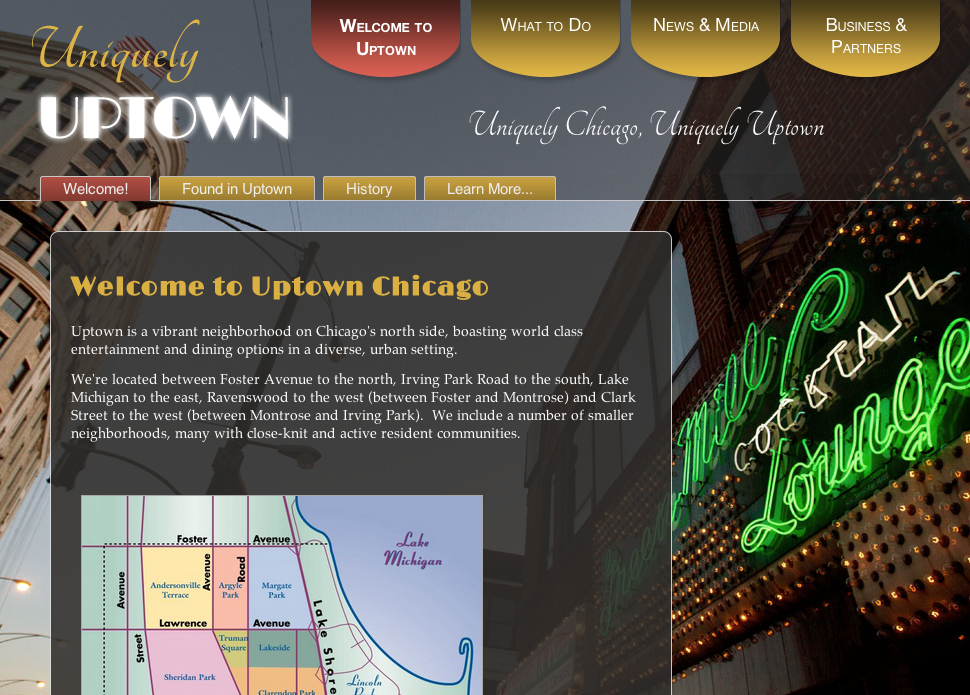 Uniquely
UPTOWN
Welcome to
Uptown
What to Do
News & Media
Business &
Partners
Uniquely Chicago, Uniquely Uptown
Welcome!
Found in Uptown
History
Learn More...
Welcome to Uptown Chicago
Uptown is a vibrant neighborhood on Chicago's north side, boasting world class
entertainment and dining options in a diverse, urban setting.
We're located between Foster Avenue to the north, Irving Park Road to the south, Lake
Michigan to the east, Ravenswood to the west (between Foster and Montrose) and Clark
Street to the west (between Montrose and Irving Park). We include a number of smaller
neighborhoods, many with close-knit and active resident communities.
Cocktail
Lounge
Lake
Michigan
Foster Avenue
Avenue
Avenue
Road
Andersonville
Terrace
Argyle
Park
Margate
Park
Lawrence Avenue
Street
Truman
Square
Lakeside
Lake Shore
Sheridan Park
Clarendon Park
Lincoln